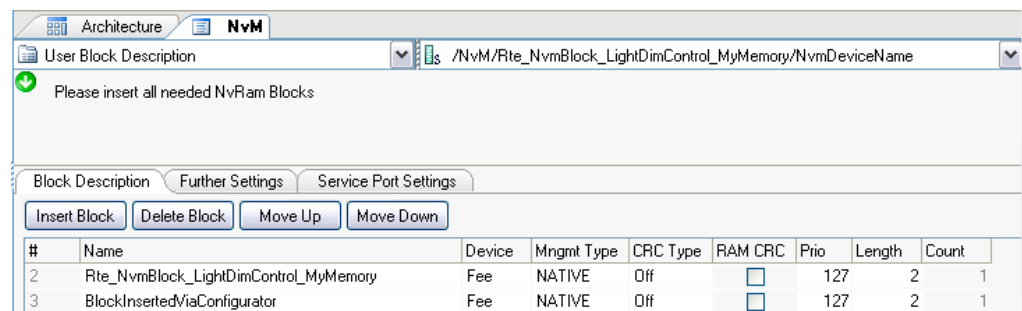 Architecture NvM
User Block Description /NvM/Rte_NvmBlock_LightDimControl_MyMemory/NvmDeviceName
Please insert all needed NvRam Blocks
Block Description Further Settings Service Port Settings
Insert Block Delete Block Move Up Move Down
# Name Device Mngmt Type CRC Type RAM CRC Prio Length Count
2 Rte_NvmBlock_LightDimControl_MyMemory Fee NATIVE Off 127 2 1
3 BlockInsertedViaConfigurator Fee NATIVE Off 127 2 1